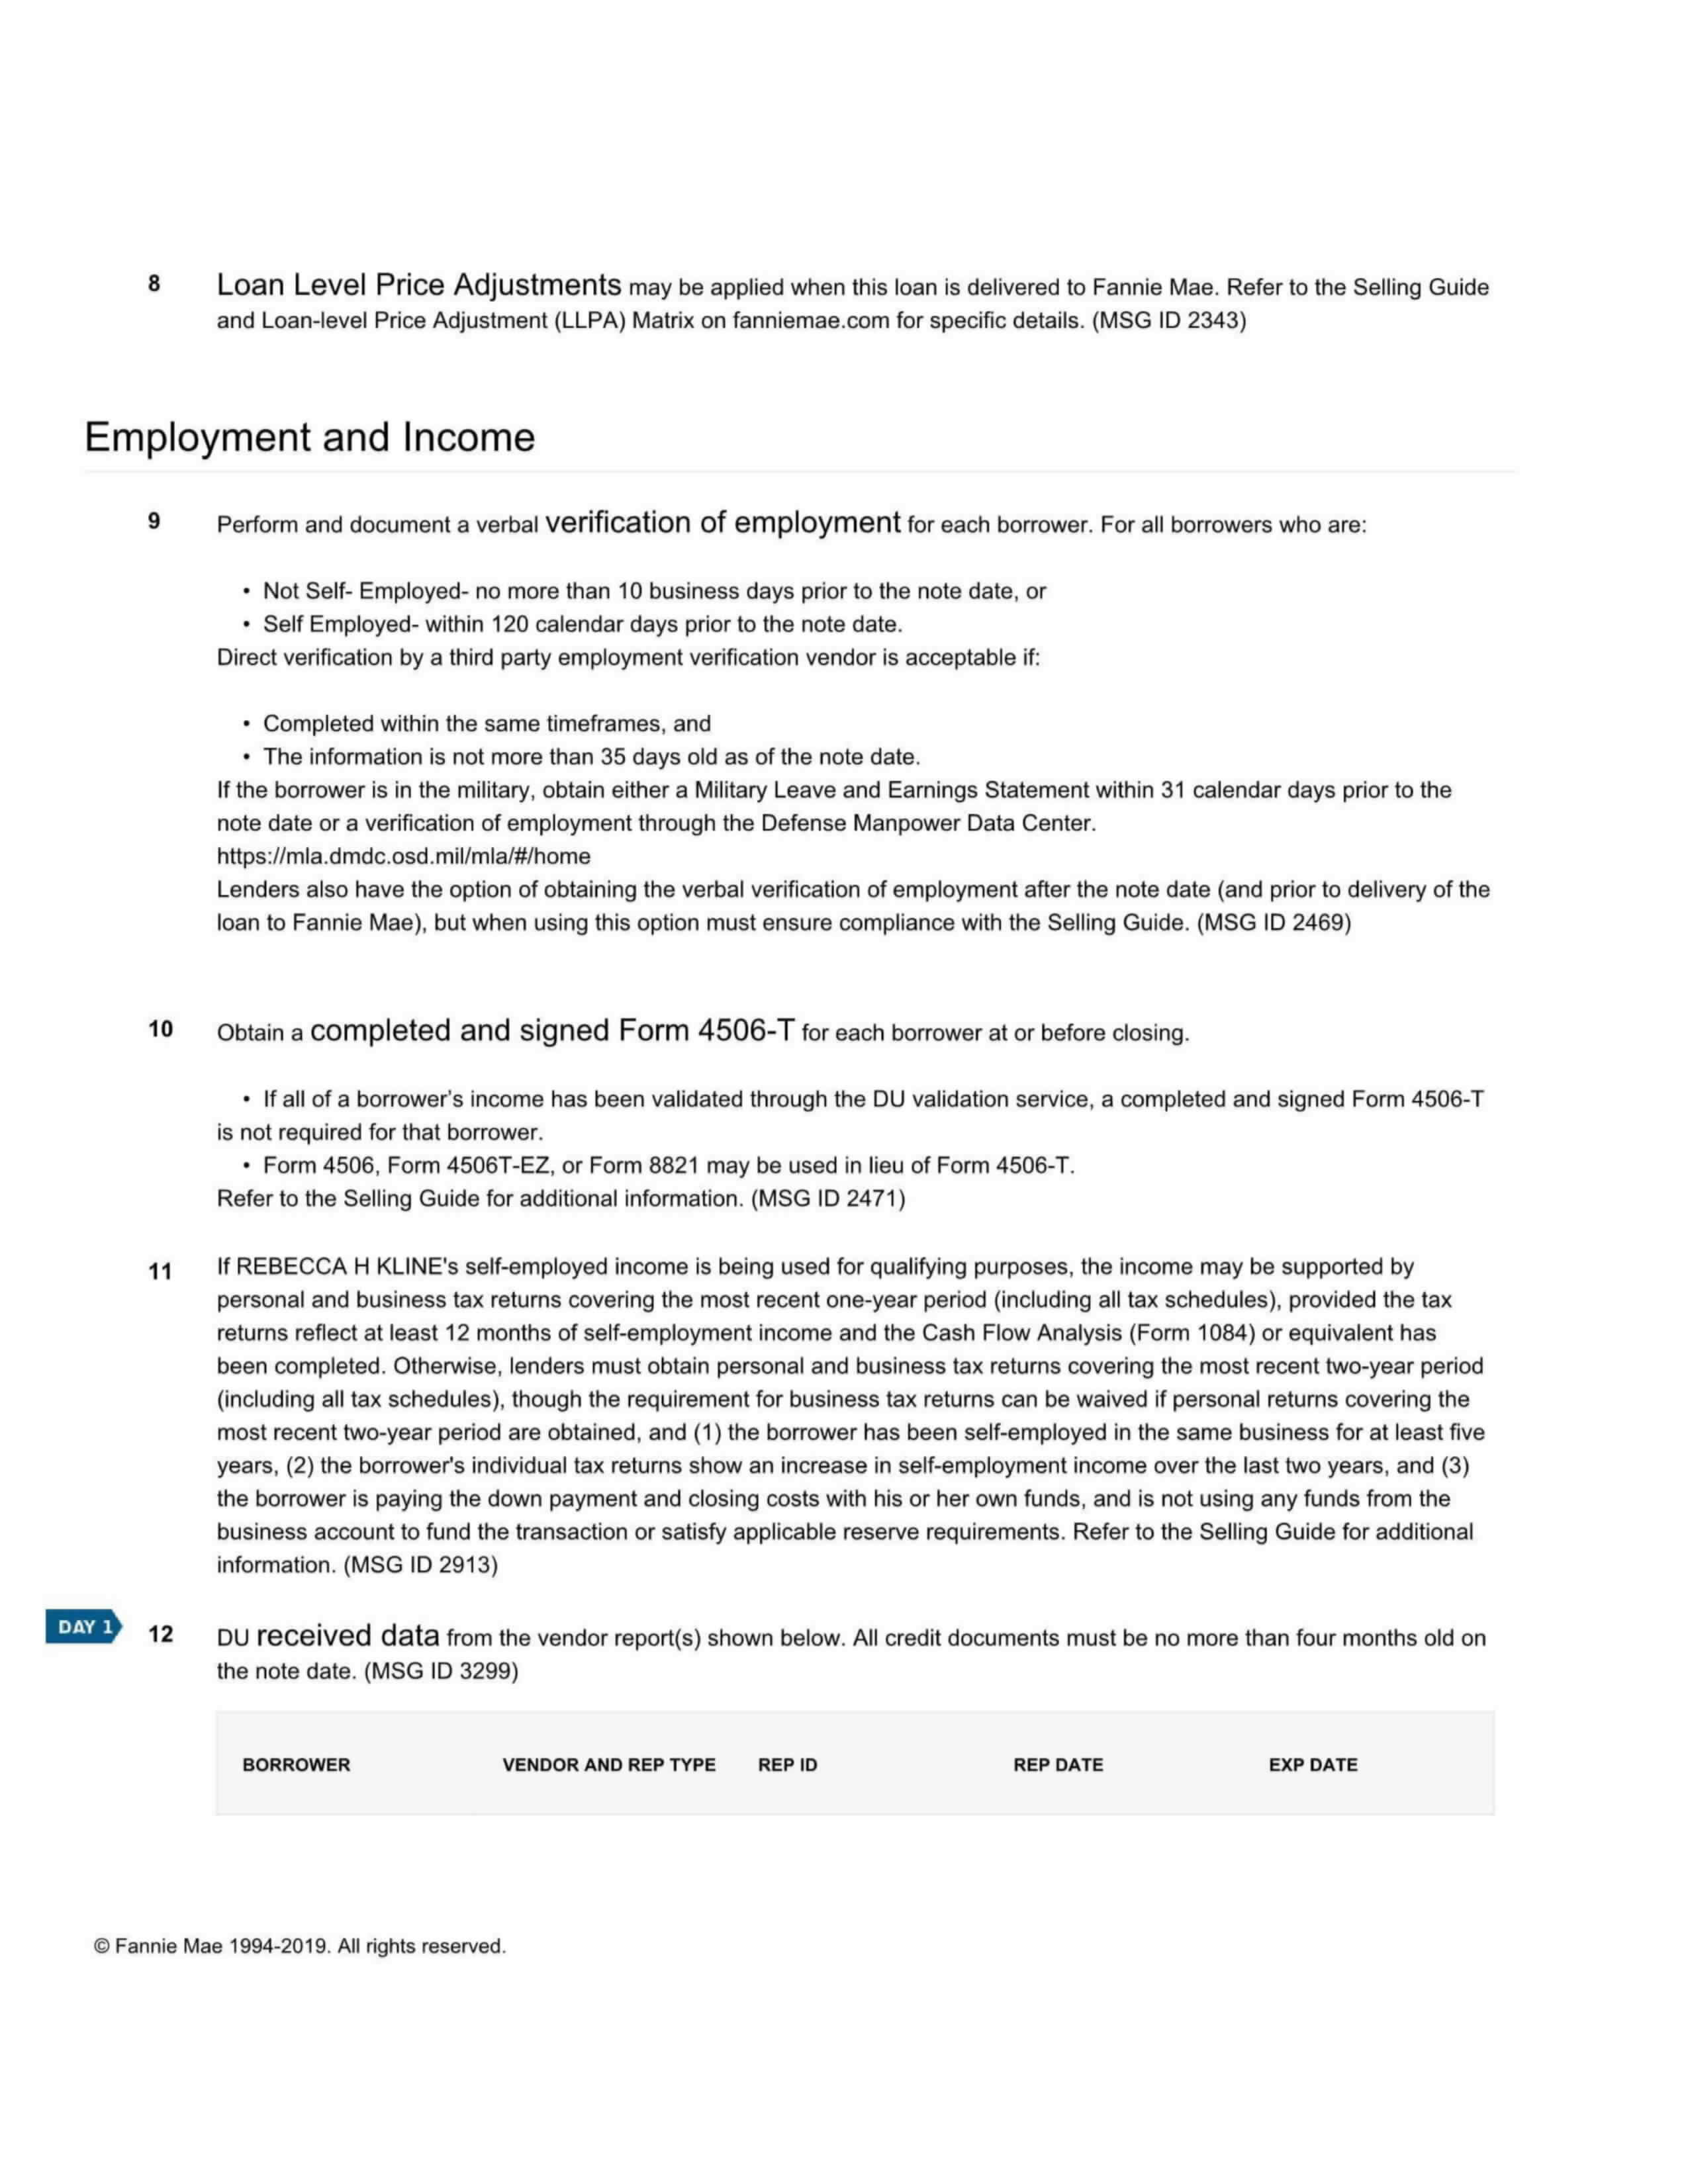 8 Loan Level Price Adjustments may be applied when this loan is delivered to Fannie Mae. Refer to the Selling Guide
and Loan-level Price Adjustment (LLPA) Matrix on fanniemae.com for specific details. (MSG ID 2343)
Employment and Income
9 Perform and document a verbal verification of employment for each borrower. For all borrowers who are:
• Not Self- Employed- no more than 10 business days prior to the note date, or
• Self Employed- within 120 calendar days prior to the note date.
Direct verification by a third party employment verification vendor is acceptable if:
• Completed within the same timeframes, and
• The information is not more than 35 days old as of the note date.
If the borrower is in the military, obtain either a Military Leave and Earnings Statement within 31 calendar days prior to the
note date or a verification of employment through the Defense Manpower Data Center.
https://mla.dmdc.osd.mil/mla/#/home
Lenders also have the option of obtaining the verbal verification of employment after the note date (and prior to delivery of the
loan to Fannie Mae), but when using this option must ensure compliance with the Selling Guide. (MSG ID 2469)
10 Obtain a completed and signed Form 4506-T for each borrower at or before closing.
• If all of a borrower's income has been validated through the DU validation service, a completed and signed Form 4506-T
is not required for that borrower.
• Form 4506, Form 4506T-EZ, or Form 8821 may be used in lieu of Form 4506-T.
Refer to the Selling Guide for additional information. (MSG ID 2471)
11 If REBECCA H KLINE's self-employed income is being used for qualifying purposes, the income may be supported by
personal and business tax returns covering the most recent one-year period (including all tax schedules), provided the tax
returns reflect at least 12 months of self-employment income and the Cash Flow Analysis (Form 1084) or equivalent has
been completed. Otherwise, lenders must obtain personal and business tax returns covering the most recent two-year period
(including all tax schedules), though the requirement for business tax returns can be waived if personal returns covering the
most recent two-year period are obtained, and (1) the borrower has been self-employed in the same business for at least five
years, (2) the borrower's individual tax returns show an increase in self-employment income over the last two years, and (3)
the borrower is paying the down payment and closing costs with his or her own funds, and is not using any funds from the
business account to fund the transaction or satisfy applicable reserve requirements. Refer to the Selling Guide for additional
information. (MSG ID 2913)
DAY 1 12 DU received data from the vendor report(s) shown below. All credit documents must be no more than four months old on
the note date. (MSG ID 3299)
BORROWER VENDOR AND REP TYPE REP ID REP DATE EXP DATE
© Fannie Mae 1994-2019. All rights reserved.